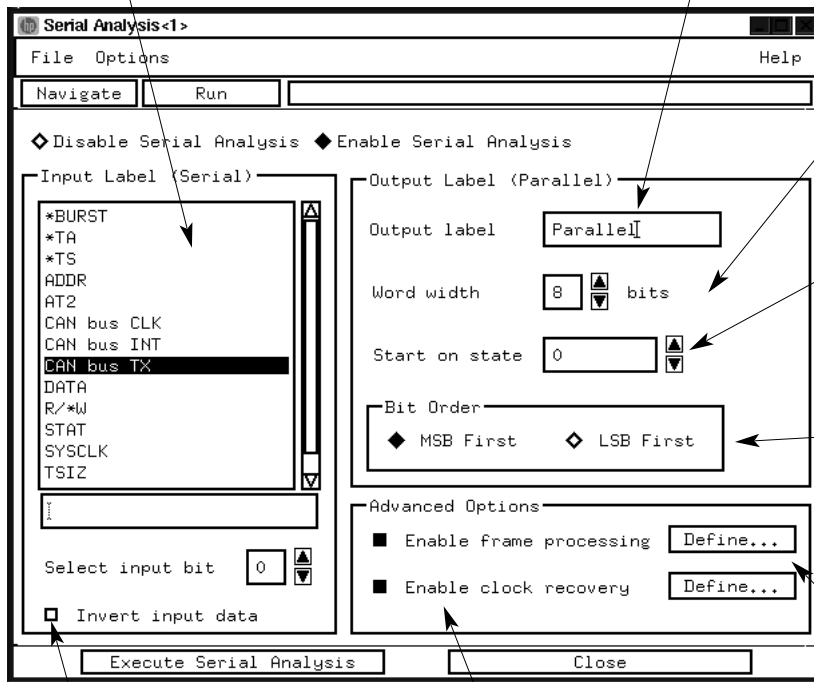 hp Serial Analysis<1>
File Options Help
Navigate Run
Disable Serial Analysis Enable Serial Analysis
Input Label (Serial)
*BURST
*TA
*TS
ADDR
AT2
CAN bus CLK
CAN bus INT
CAN bus TX
DATA
R/*W
STAT
SYSCLK
TSIZ
Select input bit 0
Invert input data
Output Label (Parallel)
Output label Parallel
Word width 8 bits
Start on state 0
Bit Order
MSB First LSB First
Advanced Options
Enable frame processing Define...
Enable clock recovery Define...
Execute Serial Analysis Close